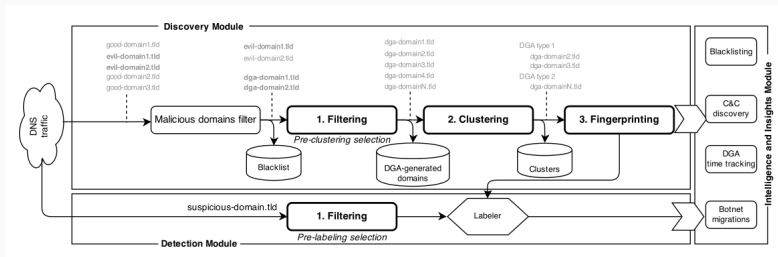 Discovery Module
good-domain1.tld
evil-domain1.tld
evil-domain2.tld
good-domain2.tld
good-domain3.tld
evil-domain1.tld
evil-domain2.tld
dga-domain1.tld
dga-domain2.tld
dga-domain1.tld
dga-domain2.tld
dga-domain3.tld
dga-domain4.tld
dga-domainN.tld
DGA type 1
dga-domain2.tld
dga-domain3.tld
DGA type 2
dga-domainN.tld
DNS
traffic
Malicious domains filter
1. Filtering
2. Clustering
3. Fingerprinting
Pre-clustering selection
Blacklist
DGA-generated
domains
Clusters
suspicious-domain.tld
1. Filtering
Labeler
Pre-labeling selection
Detection Module
Blacklisting
C&C
discovery
DGA
time tracking
Botnet
migrations
Intelligence and Insights Module